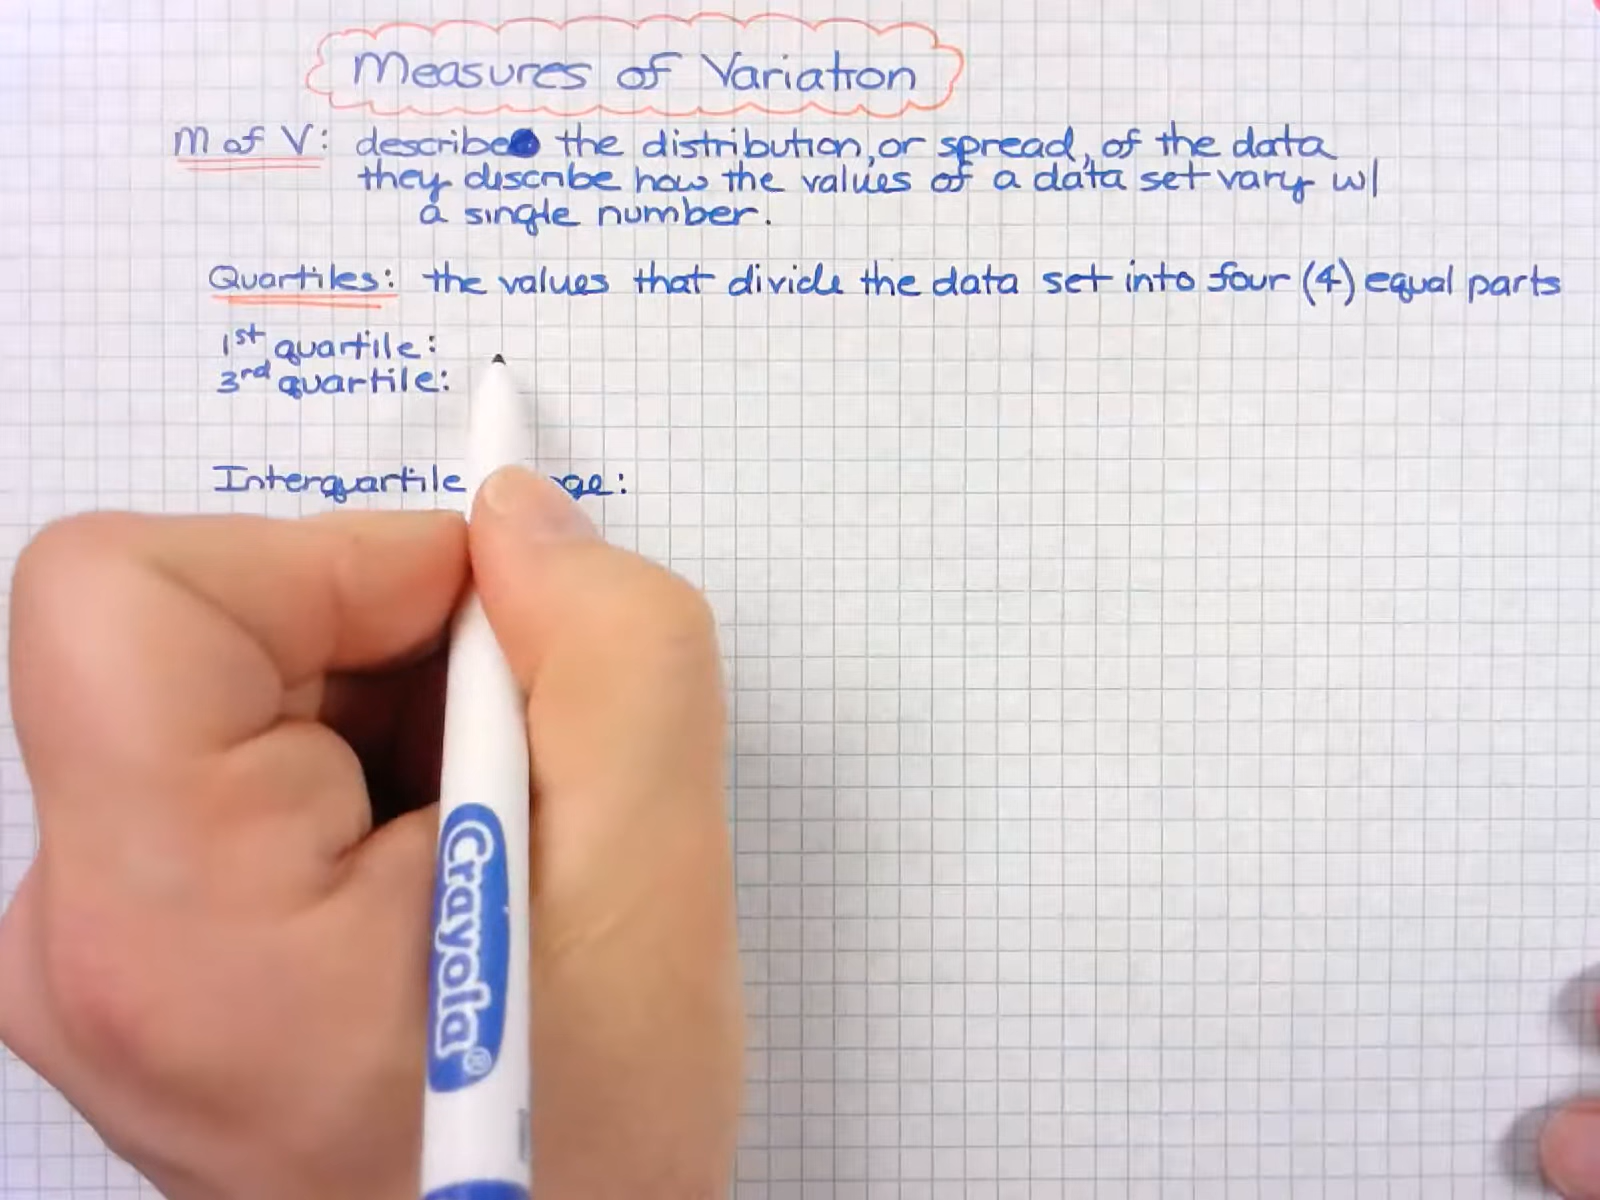 Measures of Variation
M of V: describe the distribution, or spread, of the data
they describe how the values of a data set vary w/
a single number.
Quartiles: the values that divide the data set into four (4) equal parts
1st quartile:
3rd quartile:
Interquartile
Crayola®